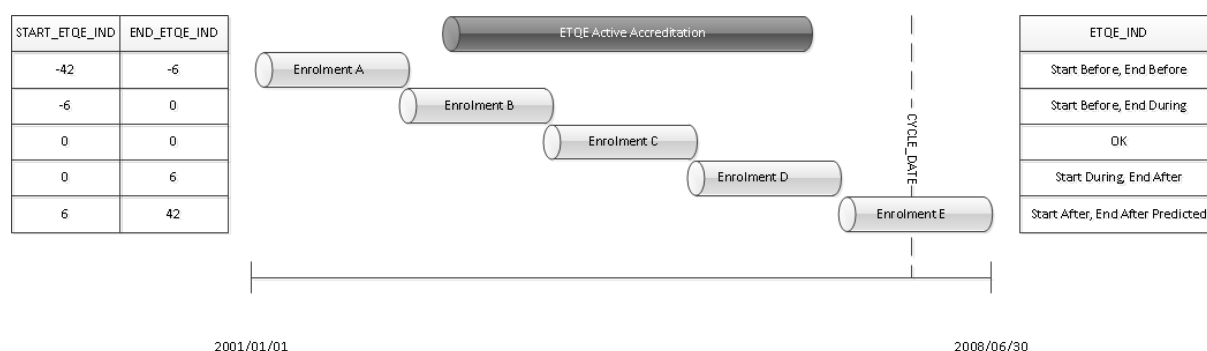 START_ETQE_IND END_ETQE_IND ETQE Active Accreditation ETQE_IND
-42 -6 Enrolment A Start Before, End Before
-6 0 Enrolment B Start Before, End During
0 0 Enrolment C OK
0 6 Enrolment D Start During, End After
6 42 Enrolment E Start After, End After Predicted
CYCLE_DATE
2001/01/01 2008/06/30